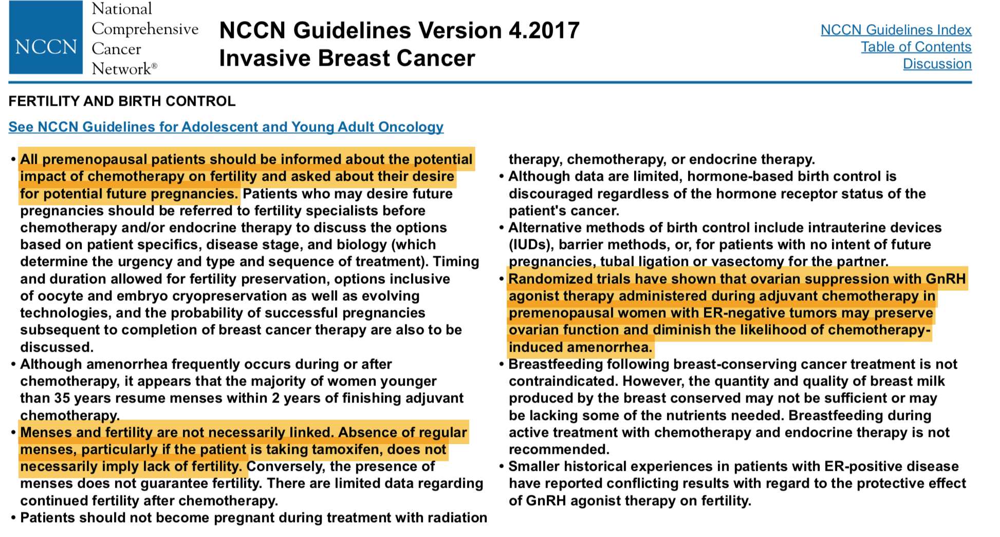 NCCN
National
Comprehensive
Cancer
Network®
NCCN Guidelines Version 4.2017
Invasive Breast Cancer
NCCN Guidelines Index
Table of Contents
Discussion
FERTILITY AND BIRTH CONTROL
See NCCN Guidelines for Adolescent and Young Adult Oncology
• All premenopausal patients should be informed about the potential
impact of chemotherapy on fertility and asked about their desire
for potential future pregnancies. Patients who may desire future
pregnancies should be referred to fertility specialists before
chemotherapy and/or endocrine therapy to discuss the options
based on patient specifics, disease stage, and biology (which
determine the urgency and type and sequence of treatment). Timing
and duration allowed for fertility preservation, options inclusive
of oocyte and embryo cryopreservation as well as evolving
technologies, and the probability of successful pregnancies
subsequent to completion of breast cancer therapy are also to be
discussed.
• Although amenorrhea frequently occurs during or after
chemotherapy, it appears that the majority of women younger
than 35 years resume menses within 2 years of finishing adjuvant
chemotherapy.
• Menses and fertility are not necessarily linked. Absence of regular
menses, particularly if the patient is taking tamoxifen, does not
necessarily imply lack of fertility. Conversely, the presence of
menses does not guarantee fertility. There are limited data regarding
continued fertility after chemotherapy.
• Patients should not become pregnant during treatment with radiation
therapy, chemotherapy, or endocrine therapy.
• Although data are limited, hormone-based birth control is
discouraged regardless of the hormone receptor status of the
patient's cancer.
• Alternative methods of birth control include intrauterine devices
(IUDs), barrier methods, or, for patients with no intent of future
pregnancies, tubal ligation or vasectomy for the partner.
• Randomized trials have shown that ovarian suppression with GnRH
agonist therapy administered during adjuvant chemotherapy in
premenopausal women with ER-negative tumors may preserve
ovarian function and diminish the likelihood of chemotherapy-
induced amenorrhea.
• Breastfeeding following breast-conserving cancer treatment is not
contraindicated. However, the quantity and quality of breast milk
produced by the breast conserved may not be sufficient or may
be lacking some of the nutrients needed. Breastfeeding during
active treatment with chemotherapy and endocrine therapy is not
recommended.
• Smaller historical experiences in patients with ER-positive disease
have reported conflicting results with regard to the protective effect
of GnRH agonist therapy on fertility.